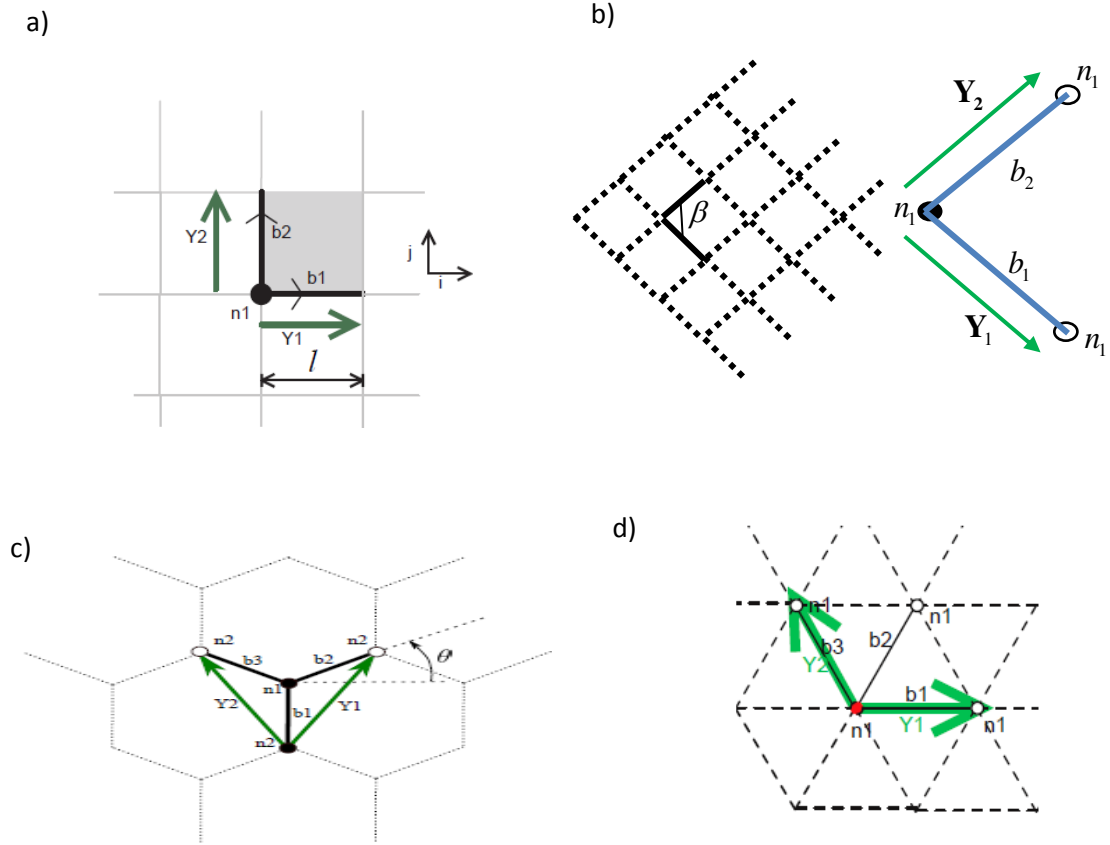 a)
Y2
b2
j
i
b1
n1
Y1
l
b)
n₁
Y₂
β
b₂
n₁
b₁
Y₁
n₁
c)
n2
n2
θ
b3
b2
n1
Y2
b1
Y1
n2
d)
n1
n1
b3
b2
Y2
b1
n1
Y1
n1